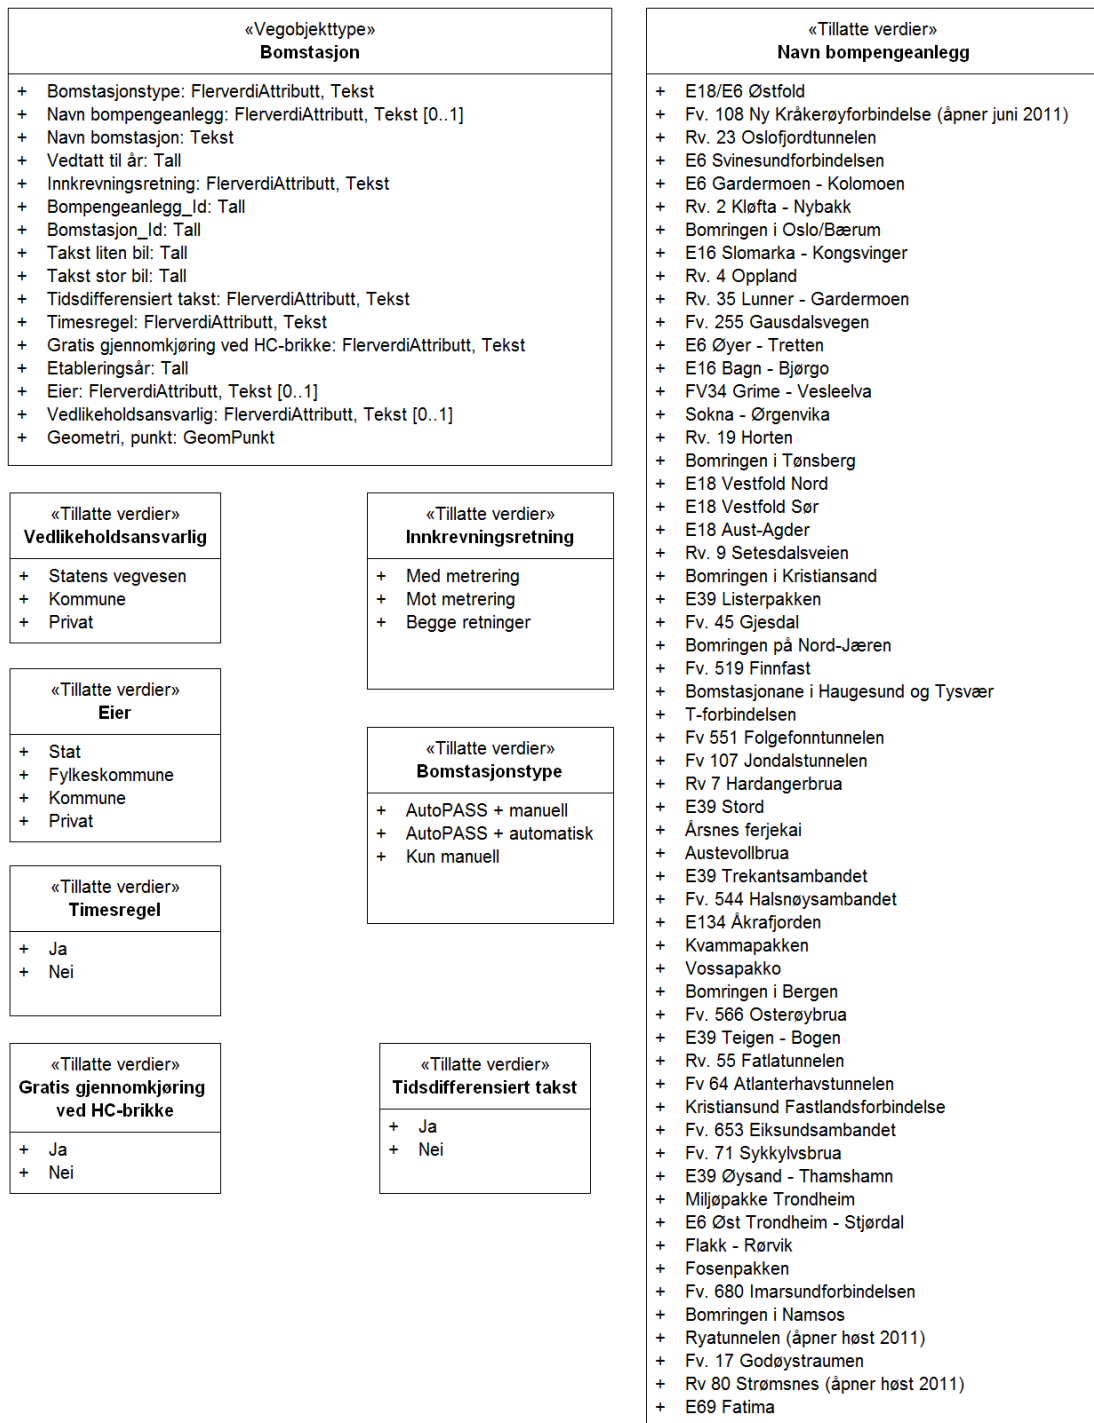 «Vegobjekttype»
Bomstasjon
+ Bomstasjonstype: FlerverdiAttributt, Tekst
+ Navn bompengeanlegg: FlerverdiAttributt, Tekst [0..1]
+ Navn bomstasjon: Tekst
+ Vedtatt til år: Tall
+ Innkrevningsretning: FlerverdiAttributt, Tekst
+ Bompengeanlegg_Id: Tall
+ Bomstasjon_Id: Tall
+ Takst liten bil: Tall
+ Takst stor bil: Tall
+ Tidsdifferensiert takst: FlerverdiAttributt, Tekst
+ Timesregel: FlerverdiAttributt, Tekst
+ Gratis gjennomkjøring ved HC-brikke: FlerverdiAttributt, Tekst
+ Etableringsår: Tall
+ Eier: FlerverdiAttributt, Tekst [0..1]
+ Vedlikeholdsansvarlig: FlerverdiAttributt, Tekst [0..1]
+ Geometri, punkt: GeomPunkt
«Tillatte verdier»
Vedlikeholdsansvarlig
+ Statens vegvesen
+ Kommune
+ Privat
«Tillatte verdier»
Innkrevningsretning
+ Med metrering
+ Mot metrering
+ Begge retninger
«Tillatte verdier»
Eier
+ Stat
+ Fylkeskommune
+ Kommune
+ Privat
«Tillatte verdier»
Bomstasjonstype
+ AutoPASS + manuell
+ AutoPASS + automatisk
+ Kun manuell
«Tillatte verdier»
Timesregel
+ Ja
+ Nei
«Tillatte verdier»
Gratis gjennomkjøring
ved HC-brikke
+ Ja
+ Nei
«Tillatte verdier»
Tidsdifferensiert takst
+ Ja
+ Nei
«Tillatte verdier»
Navn bompengeanlegg
+ E18/E6 Østfold
+ Fv. 108 Ny Kråkerøyforbindelse (åpner juni 2011)
+ Rv. 23 Oslofjordtunnelen
+ E6 Svinesundforbindelsen
+ E6 Gardermoen - Kolomoen
+ Rv. 2 Kløfta - Nybakk
+ Bomringen i Oslo/Bærum
+ E16 Slomarka - Kongsvinger
+ Rv. 4 Oppland
+ Rv. 35 Lunner - Gardermoen
+ Fv. 255 Gausdalsvegen
+ E6 Øyer - Tretten
+ E16 Bagn - Bjørgo
+ FV34 Grime - Vesleelva
+ Sokna - Ørgenvika
+ Rv. 19 Horten
+ Bomringen i Tønsberg
+ E18 Vestfold Nord
+ E18 Vestfold Sør
+ E18 Aust-Agder
+ Rv. 9 Setesdalsveien
+ Bomringen i Kristiansand
+ E39 Listerpakken
+ Fv. 45 Gjesdal
+ Bomringen på Nord-Jæren
+ Fv. 519 Finnfast
+ Bomstasjonane i Haugesund og Tysvær
+ T-forbindelsen
+ Fv 551 Folgefonntunnelen
+ Fv 107 Jondalstunnelen
+ Rv 7 Hardangerbrua
+ E39 Stord
+ Årsnes ferjekai
+ Austevollbrua
+ E39 Trekantsambandet
+ Fv. 544 Halsnøysambandet
+ E134 Åkrafjorden
+ Kvammapakken
+ Vossapakko
+ Bomringen i Bergen
+ Fv. 566 Osterøybrua
+ E39 Teigen - Bogen
+ Rv. 55 Fatlatunnelen
+ Fv 64 Atlanterhavstunnelen
+ Kristiansund Fastlandsforbindelse
+ Fv. 653 Eiksundsambandet
+ Fv. 71 Sykkylvsbrua
+ E39 Øysand - Thamshamn
+ Miljøpakke Trondheim
+ E6 Øst Trondheim - Stjørdal
+ Flakk - Rørvik
+ Fosenpakken
+ Fv. 680 Imarsundforbindelsen
+ Bomringen i Namsos
+ Ryatunnelen (åpner høst 2011)
+ Fv. 17 Godøystraumen
+ Rv 80 Strømsnes (åpner høst 2011)
+ E69 Fatima